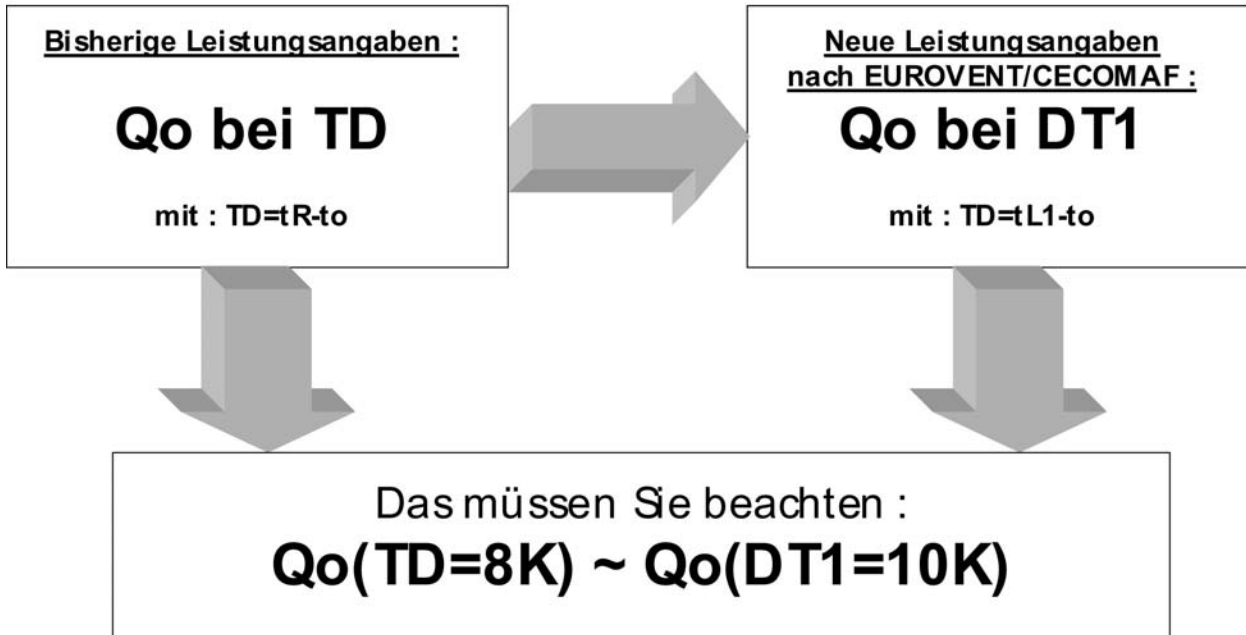 Bisherige Leistungsangaben :
Qo bei TD
mit : TD=tR-to
Neue Leistungsangaben
nach EUROVENT/CECOMAF :
Qo bei DT1
mit : TD=tL1-to
Das müssen Sie beachten :
Qo(TD=8K) ~ Qo(DT1=10K)